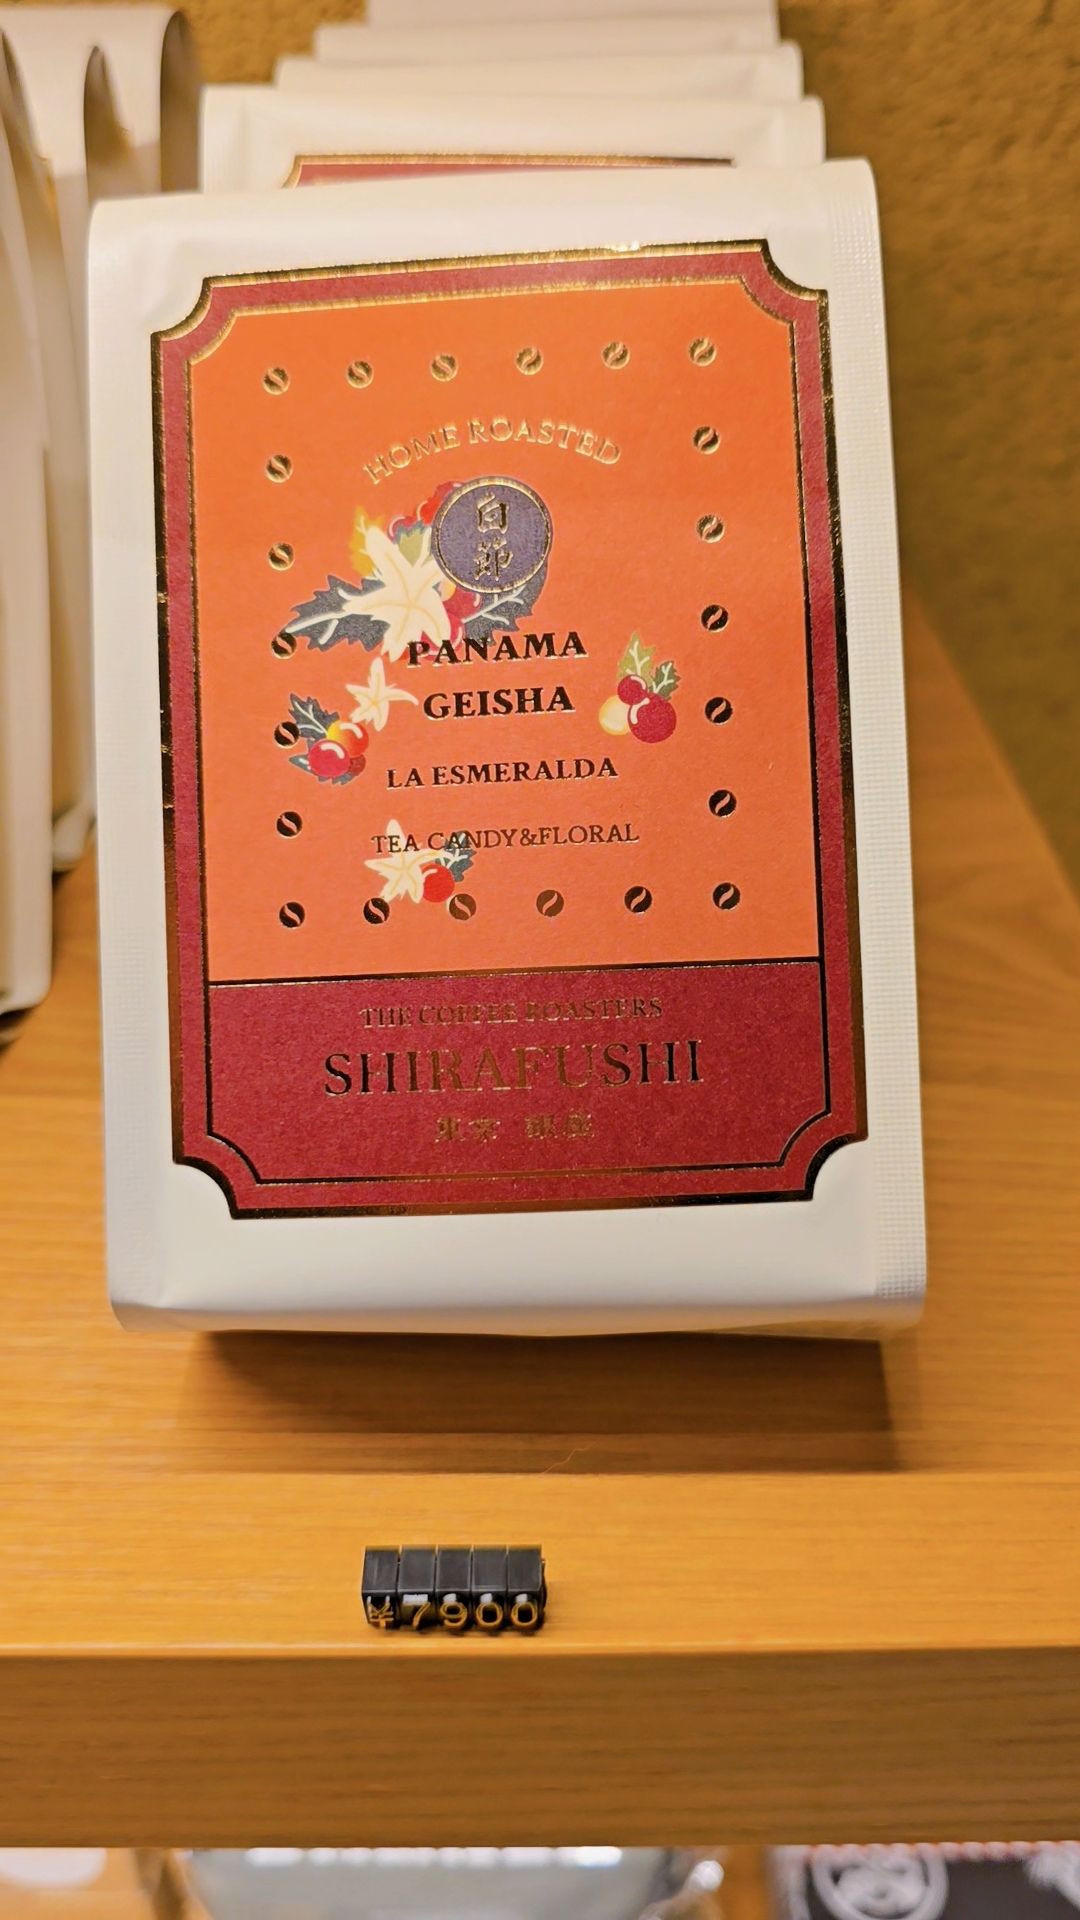 HOME ROASTED
白
節
PANAMA
GEISHA
LA ESMERALDA
TEA CANDY&FLORAL
THE COFFEE ROASTERS
SHIRAFUSHI
東京 銀座
¥7900